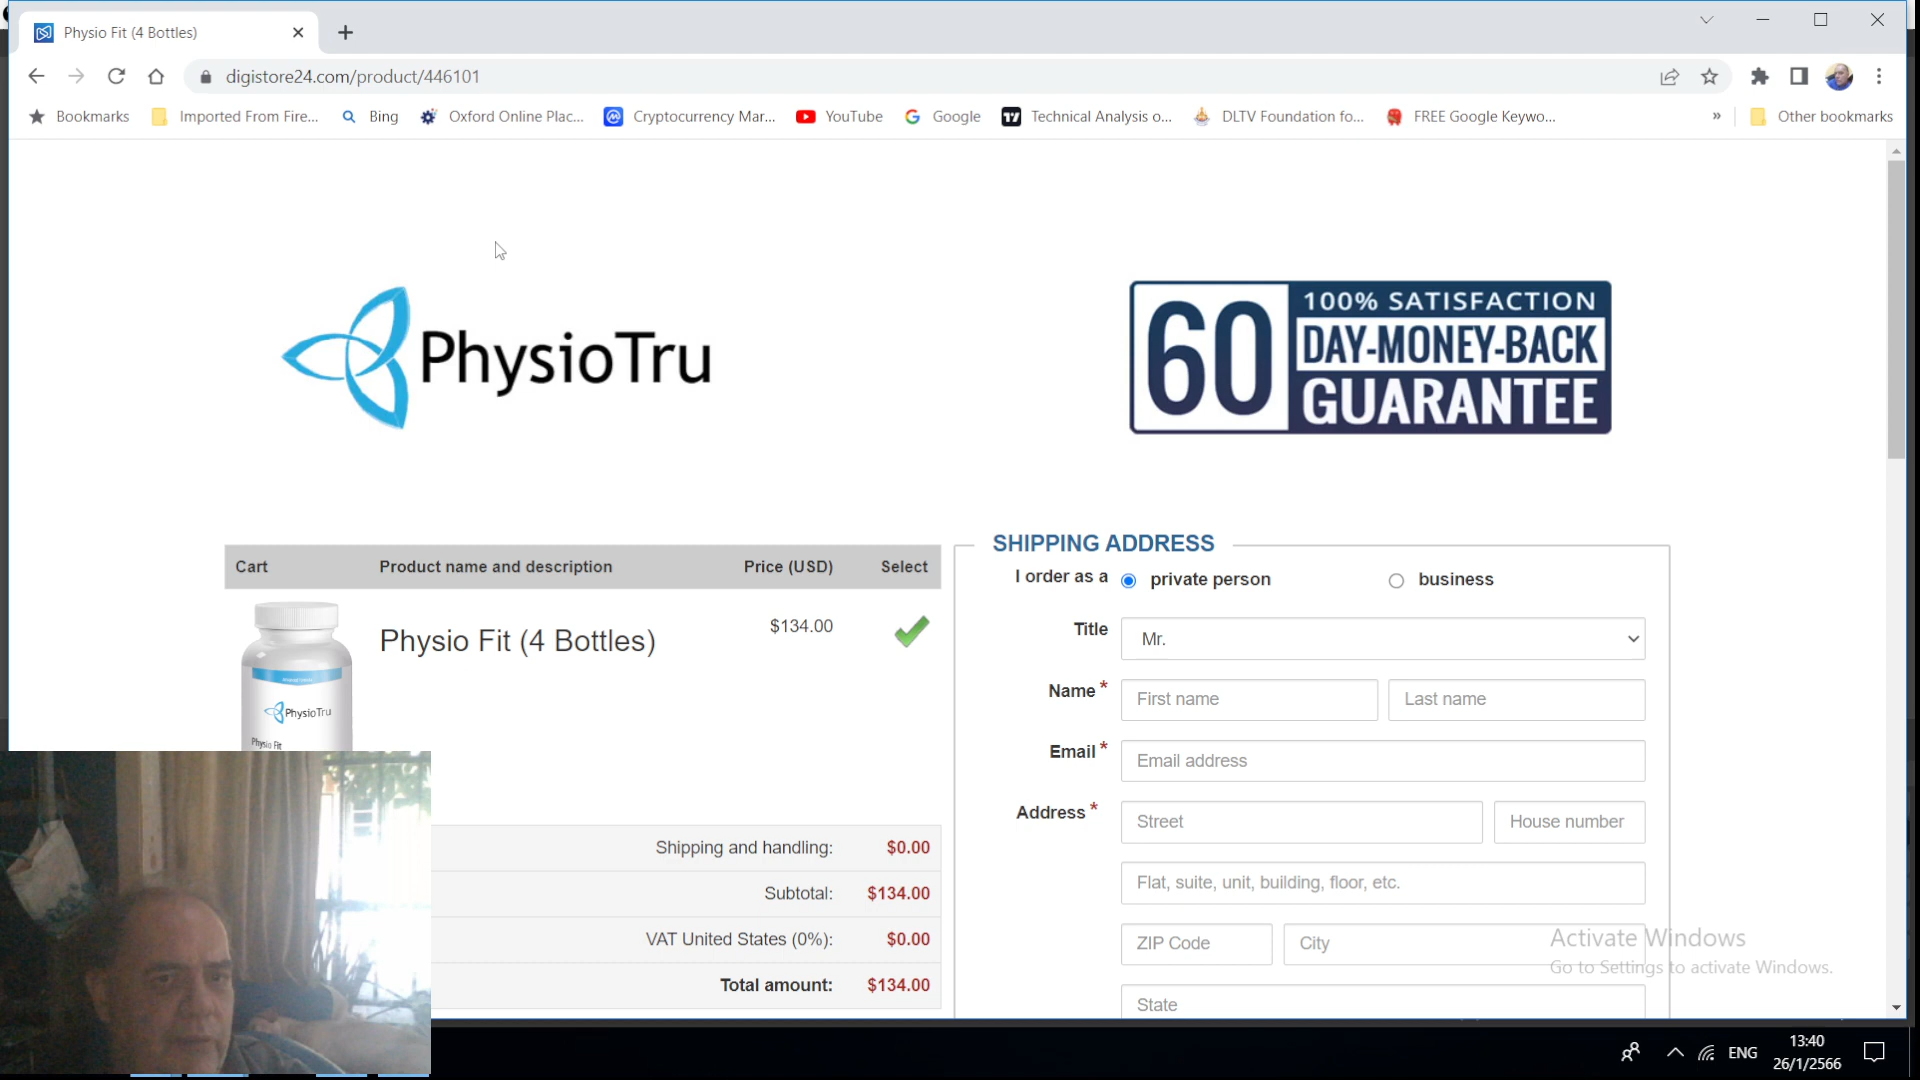 Physio Fit (4 Bottles)
digistore24.com/product/446101
Bookmarks
Imported From Fire...
Bing
Oxford Online Plac...
Cryptocurrency Mar...
YouTube
Google
Technical Analysis o...
DLTV Foundation fo...
FREE Google Keywo...
»
Other bookmarks
PhysioTru
60
100% SATISFACTION
DAY-MONEY-BACK
GUARANTEE
Cart
Product name and description
Price (USD)
Select
Physio Fit (4 Bottles)
$134.00
PhysioTru
Physio Fit
Shipping and handling:
$0.00
Subtotal:
$134.00
VAT United States (0%):
$0.00
Total amount:
$134.00
SHIPPING ADDRESS
I order as a
private person
business
Title
Mr.
Name *
First name
Last name
Email *
Email address
Address *
Street
House number
Flat, suite, unit, building, floor, etc.
ZIP Code
City
State
Activate Windows
Go to Settings to activate Windows.
ENG
13:40
26/1/2566